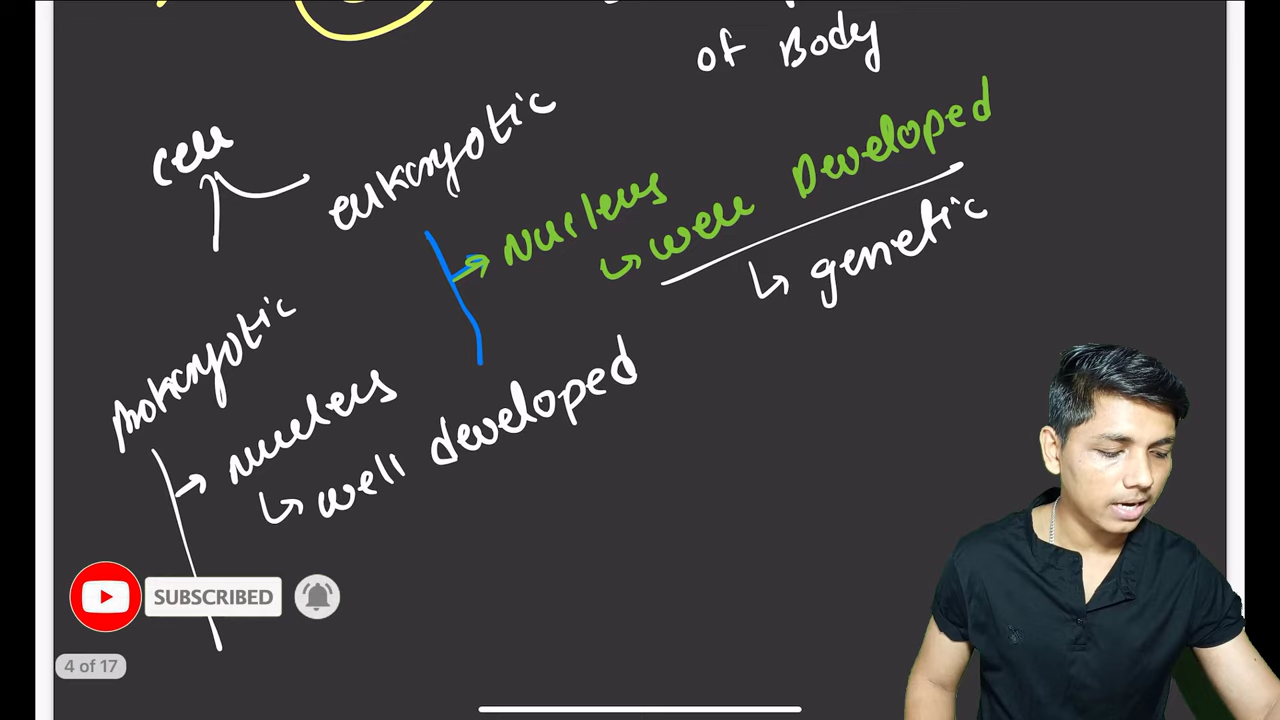 of Body
cell
eukaryotic
Nucleus
well Developed
genetic
prokaryotic
nucleus
well developed
SUBSCRIBED
4 of 17